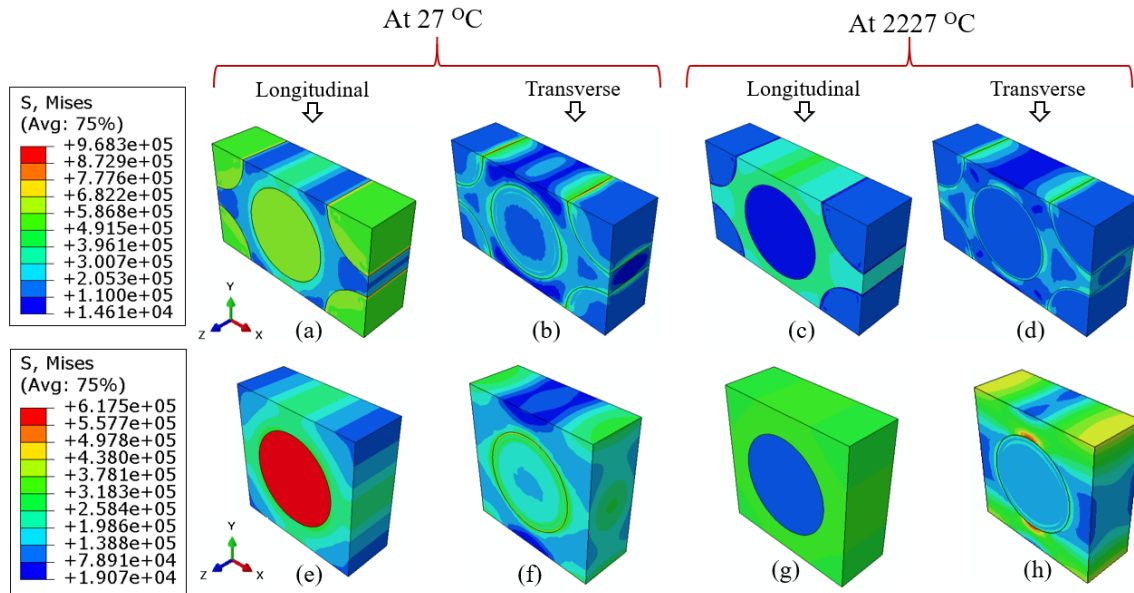 At 27 ᴼC
At 2227 ᴼC
Longitudinal
Transverse
Longitudinal
Transverse
S, Mises
(Avg: 75%)
+9.683e+05
+8.729e+05
+7.776e+05
+6.822e+05
+5.868e+05
+4.915e+05
+3.961e+05
+3.007e+05
+2.053e+05
+1.100e+05
+1.461e+04
Y
Z
X
(a)
(b)
(c)
(d)
S, Mises
(Avg: 75%)
+6.175e+05
+5.577e+05
+4.978e+05
+4.380e+05
+3.781e+05
+3.183e+05
+2.584e+05
+1.986e+05
+1.388e+05
+7.891e+04
+1.907e+04
Y
Z
X
(e)
(f)
(g)
(h)